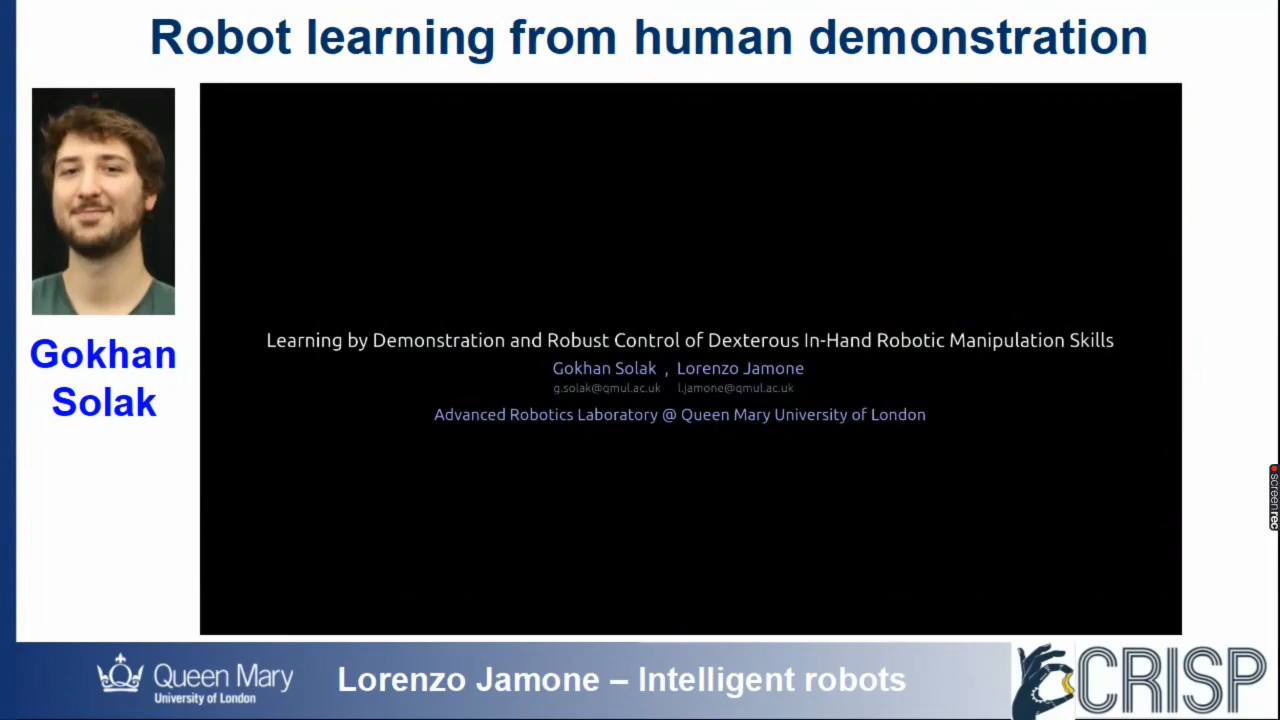 Robot learning from human demonstration
Gokhan
Solak
Learning by Demonstration and Robust Control of Dexterous In-Hand Robotic Manipulation Skills
Gokhan Solak , Lorenzo Jamone
g.solak@qmul.ac.uk l.jamone@qmul.ac.uk
Advanced Robotics Laboratory @ Queen Mary University of London
screenrec
Queen Mary
University of London
Lorenzo Jamone – Intelligent robots
CRISP